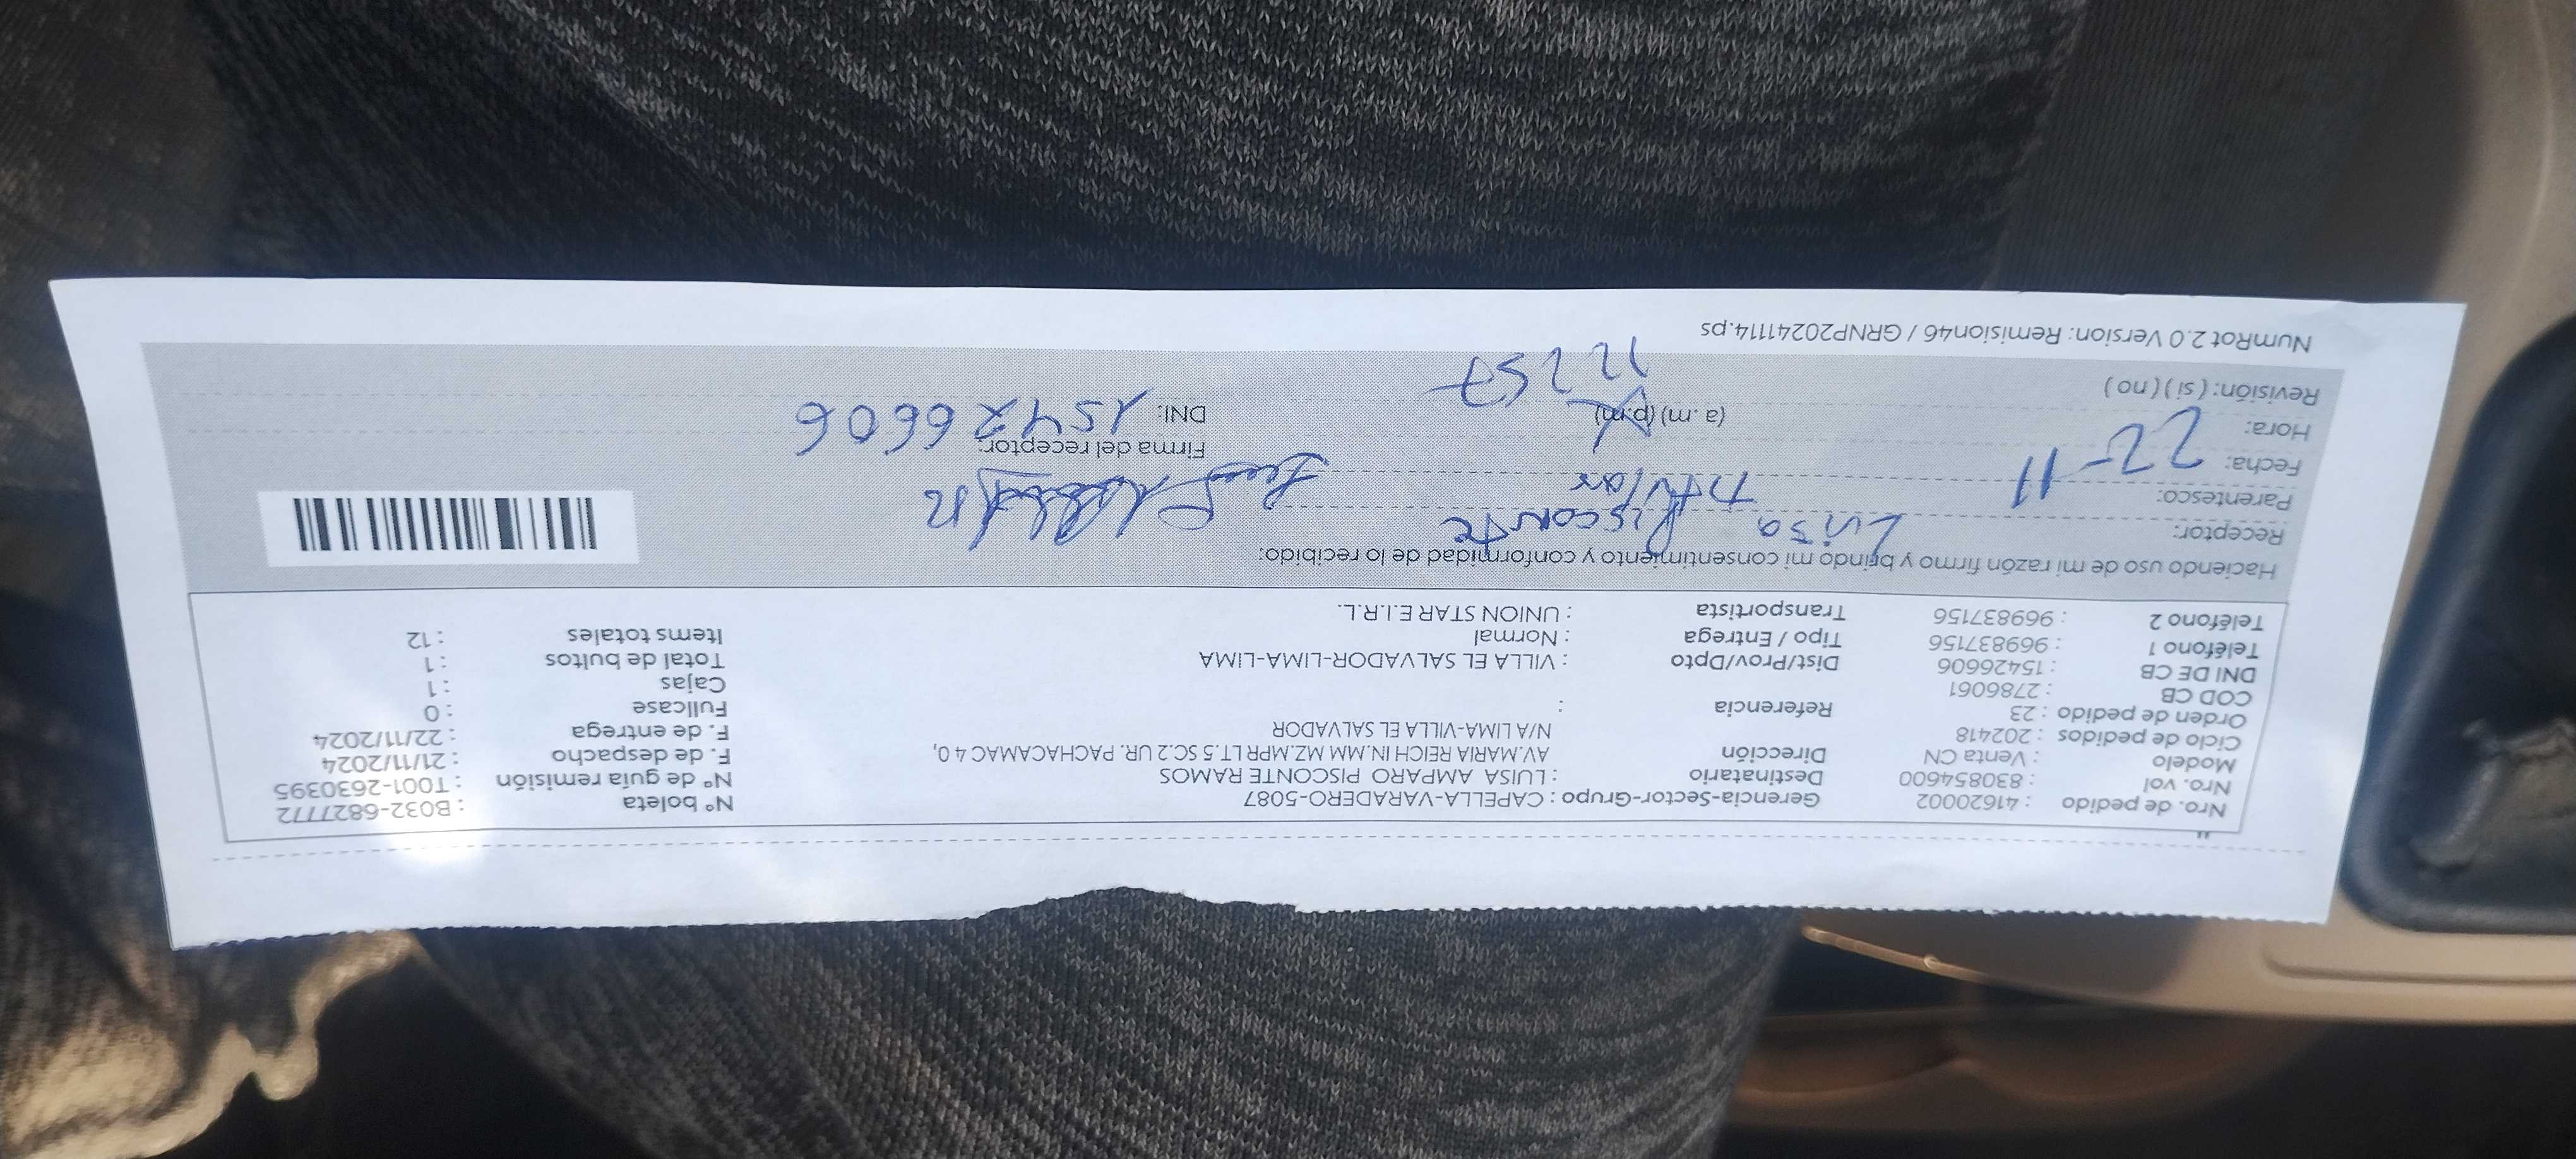 Nro. de pedido : 41620002 Gerencia-Sector-Grupo : CAPELLA-VARADERO-5087 N° boleta : B032-6827772
Nro. vol : 830854600 Destinatario : LUISA AMPARO PISCONTE RAMOS N° de guía remisión : T001-2630395
Modelo : Venta CN Dirección AV.MARIA REICH IN.MM MZ.MPR LT.5 SC.2 UR. PACHACAMAC 4 0, F. de despacho : 21/11/2024
Ciclo de pedidos : 202418 N/A LIMA-VILLA EL SALVADOR F. de entrega : 22/11/2024
Orden de pedido : 23 Referencia : Fullcase : 0
COD CB : 2786061 Cajas : 1
DNI DE CB : 15426606 Dist/Prov/Dpto : VILLA EL SALVADOR-LIMA-LIMA Total de bultos : 1
Teléfono 1 : 969837156 Tipo / Entrega : Normal Items totales : 12
Teléfono 2 : 969837156 Transportista : UNION STAR E.I.R.L.
Haciendo uso de mi razón firmo y brindo mi consentimiento y conformidad de lo recibido:
Receptor: Luisa Pisconte
Parentesco: titular
Fecha: 22-11 Firma del receptor:
Hora: (a.m) (p.m) DNI: 15426606
Revisión: ( si ) ( no ) 12 257
NumRot 2.0 Version: Remision46 / GRNP20241114.ps